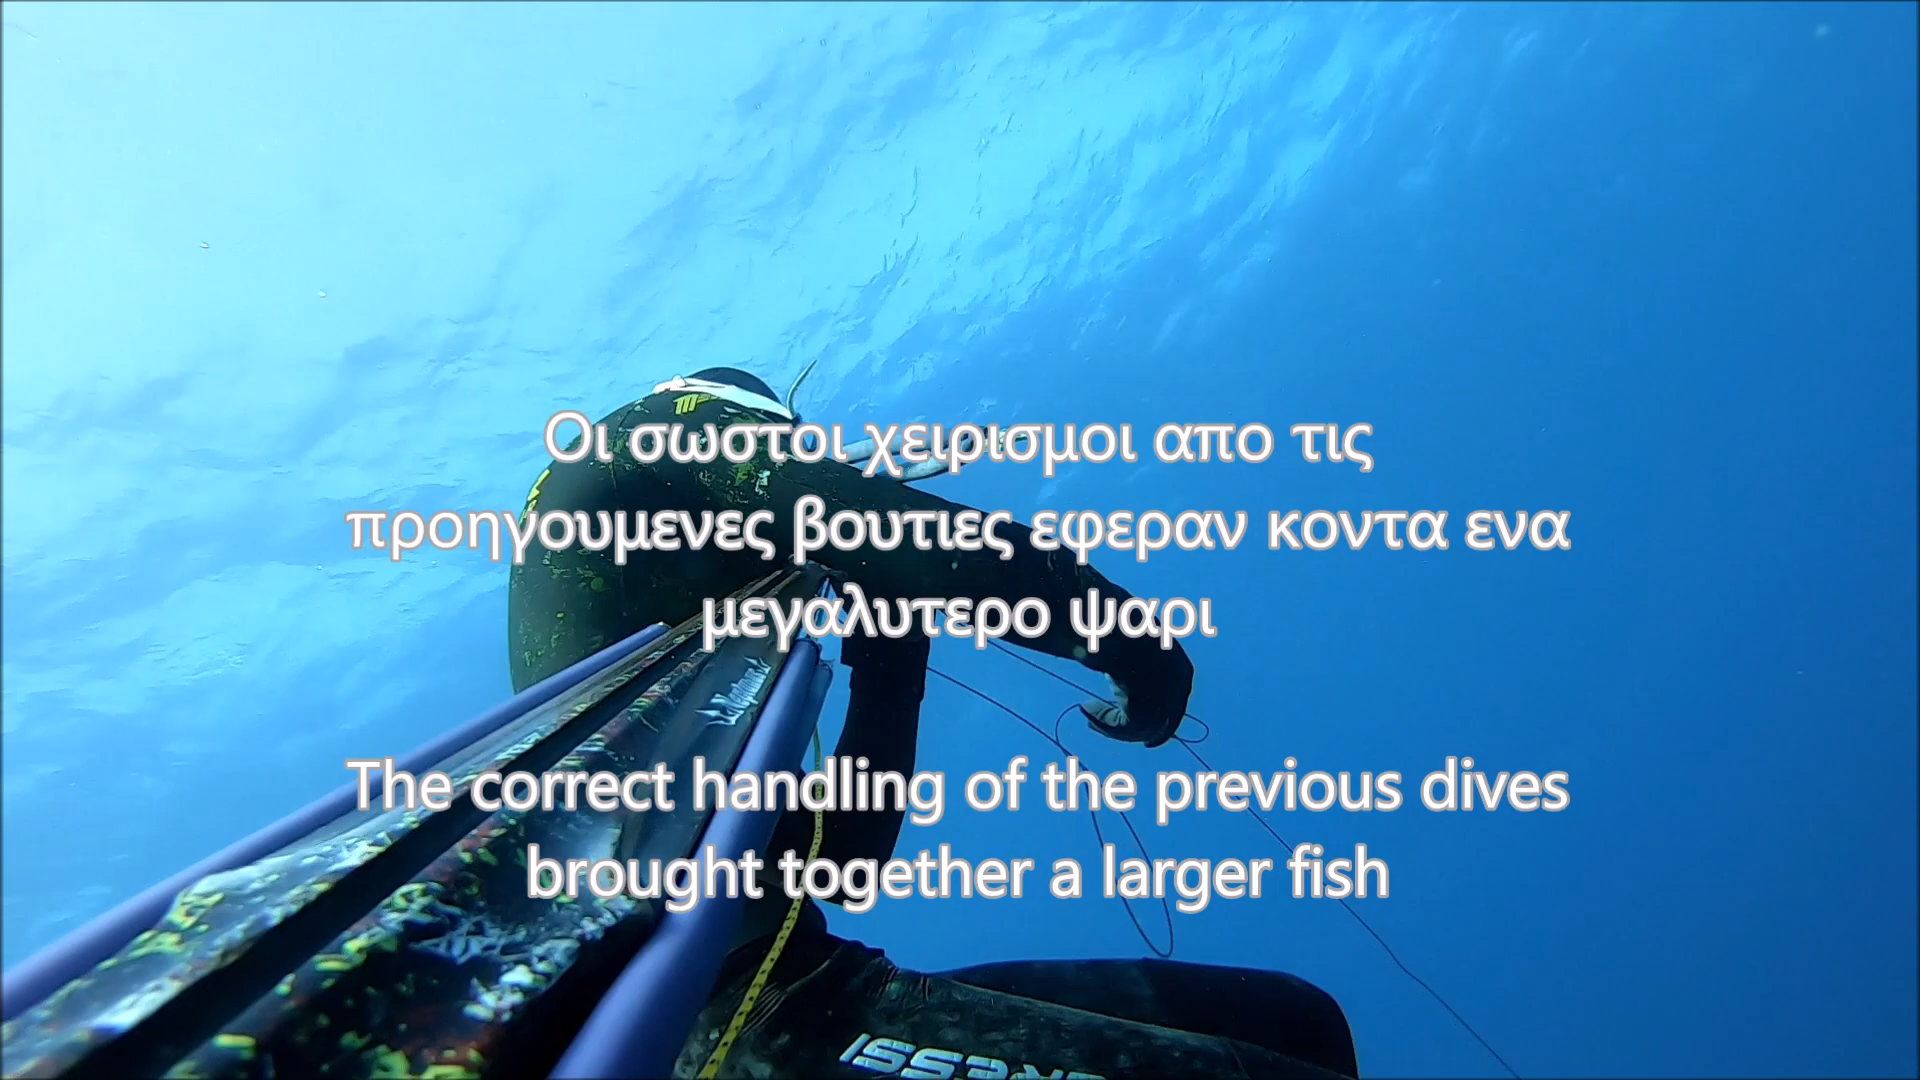 Οι σωστοι χειρισμοι απο τις
προηγουμενες βουτιες εφεραν κοντα ενα
μεγαλυτερο ψαρι
The correct handling of the previous dives
brought together a larger fish